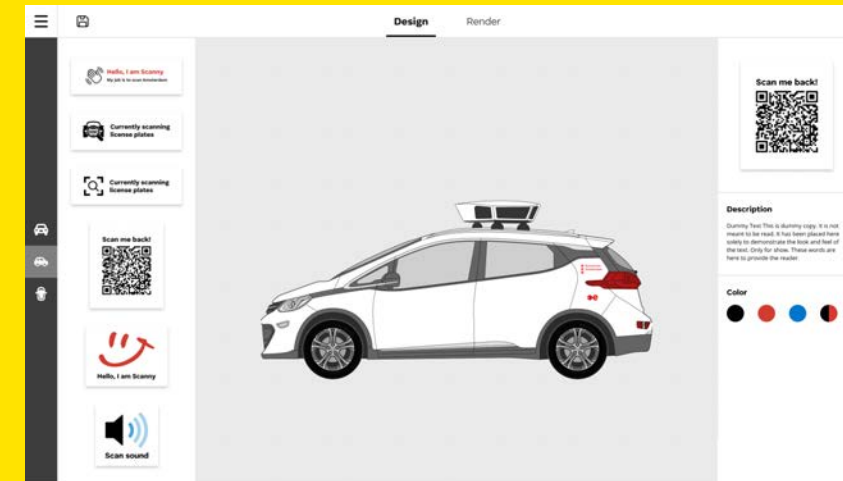 Design
Render
Hello, I am Scanny
My job is to scan Amsterdam
Currently scanning
license plates
Currently scanning
license plates
Scan me back!
Hello, I am Scanny
Scan sound
Scan me back!
Description
Dummy Text This is dummy copy. It is not
meant to be read. It has been placed here
solely to demonstrate the look and feel of
the text. Only for show. These words are
here to provide the reader
Color